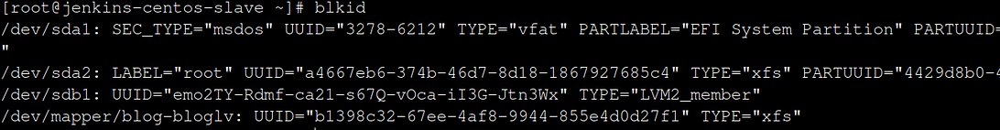 [root@jenkins-centos-slave ~]# blkid
/dev/sda1: SEC_TYPE="msdos" UUID="3278-6212" TYPE="vfat" PARTLABEL="EFI System Partition" PARTUUID=
"
/dev/sda2: LABEL="root" UUID="a4667eb6-374b-46d7-8d18-1867927685c4" TYPE="xfs" PARTUUID="4429d8b0-4
/dev/sdb1: UUID="emo2TY-Rdmf-ca21-s67Q-vOca-iI3G-Jtn3Wx" TYPE="LVM2_member"
/dev/mapper/blog-bloglv: UUID="b1398c32-67ee-4af8-9944-855e4d0d27f1" TYPE="xfs"